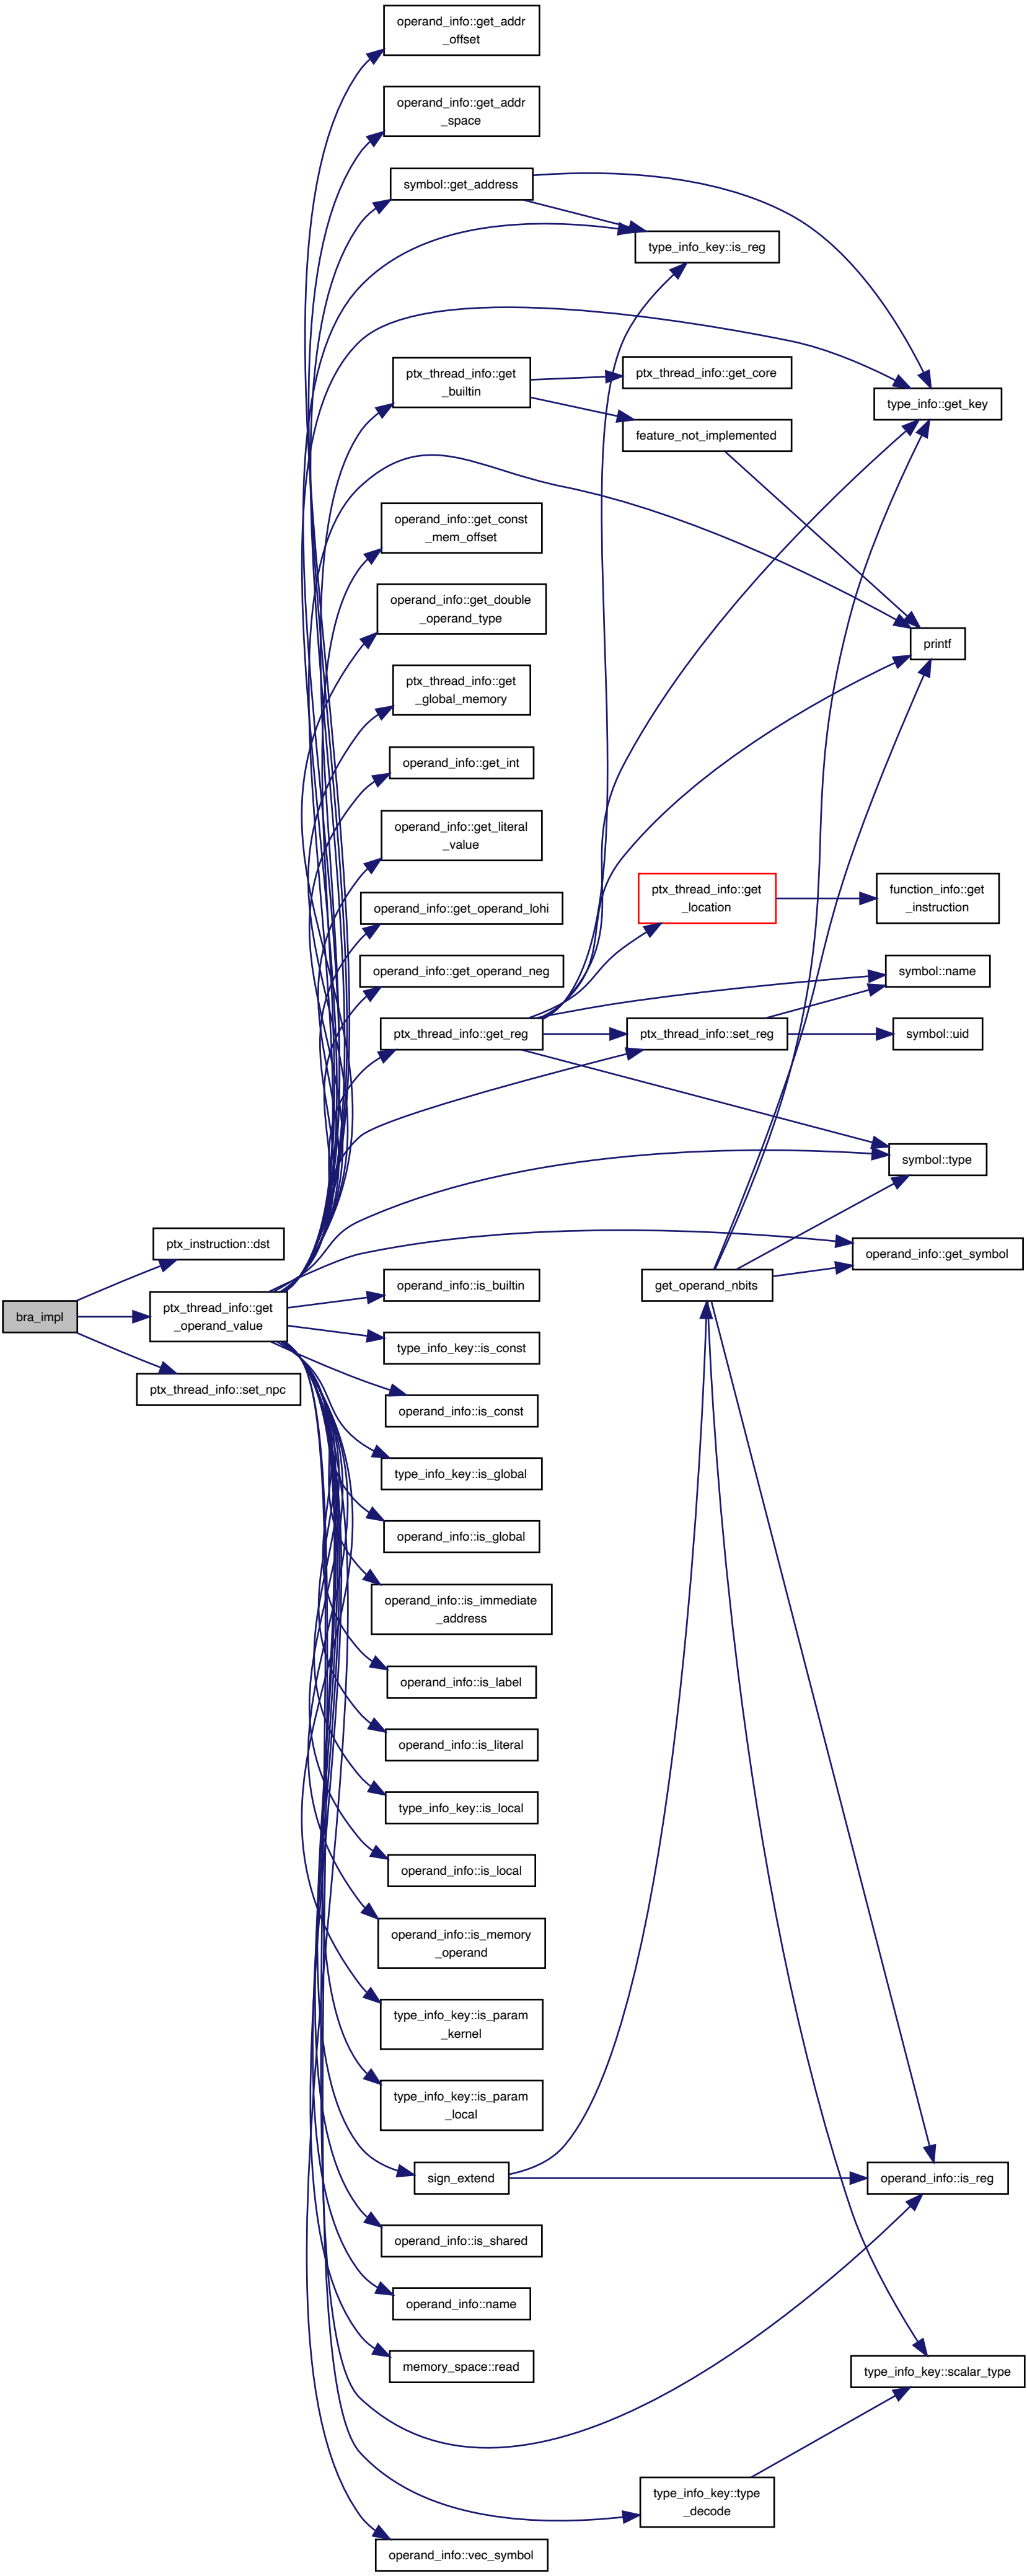 operand_info::get_addr
_offset
operand_info::get_addr
_space
symbol::get_address
type_info_key::is_reg
ptx_thread_info::get
_builtin
ptx_thread_info::get_core
type_info::get_key
feature_not_implemented
operand_info::get_const
_mem_offset
operand_info::get_double
_operand_type
printf
ptx_thread_info::get
_global_memory
operand_info::get_int
operand_info::get_literal
_value
ptx_thread_info::get
_location
function_info::get
_instruction
operand_info::get_operand_lohi
operand_info::get_operand_neg
symbol::name
ptx_thread_info::get_reg
ptx_thread_info::set_reg
symbol::uid
symbol::type
ptx_instruction::dst
operand_info::get_symbol
bra_impl
ptx_thread_info::get
_operand_value
operand_info::is_builtin
get_operand_nbits
type_info_key::is_const
ptx_thread_info::set_npc
operand_info::is_const
type_info_key::is_global
operand_info::is_global
operand_info::is_immediate
_address
operand_info::is_label
operand_info::is_literal
type_info_key::is_local
operand_info::is_local
operand_info::is_memory
_operand
type_info_key::is_param
_kernel
type_info_key::is_param
_local
sign_extend
operand_info::is_reg
operand_info::is_shared
operand_info::name
memory_space::read
type_info_key::scalar_type
type_info_key::type
_decode
operand_info::vec_symbol